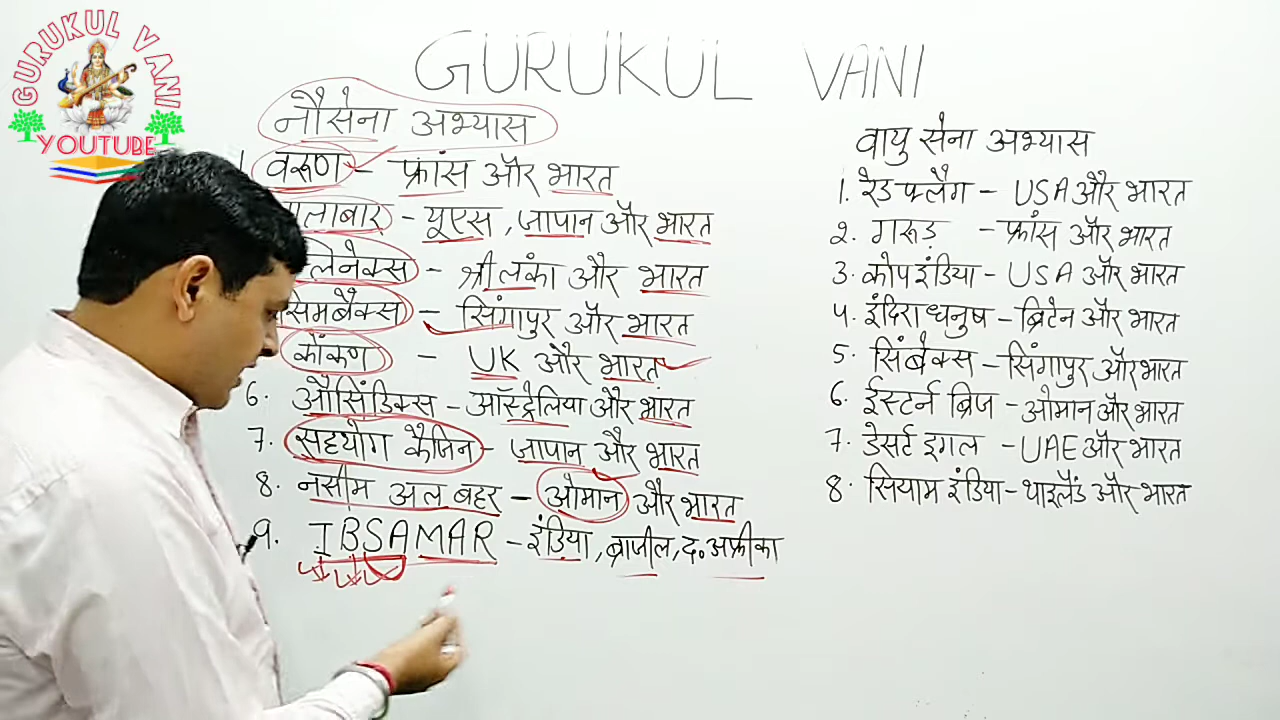 GURUKUL VANI
YOUTUBE
GURUKUL VANI
नौसेना अभ्यास
वरूण - फ्रांस और भारत
लाबार - यूएस, जापान और भारत
लिनेक्स - श्रीलंका और भारत
सिमबैक्स - सिंगापुर और भारत
कोंकण - UK और भारत
6. औसिंडिक्स - ऑस्ट्रेलिया और भारत
7. सहयोग कैजिन - जापान और भारत
8. नसीम अल बहर - ओमान और भारत
9. IBSAMAR - इंडिया, ब्राजील, द॰ अफ्रीका
वायु सेना अभ्यास
1. रैड फ्लैग - USA और भारत
2. गरूड़ - फ्रांस और भारत
3. कोप इंडिया - USA और भारत
4. इंदिरा धनुष - ब्रिटेन और भारत
5. सिंबैक्स - सिंगापुर और भारत
6. ईस्टर्न ब्रिज - ओमान और भारत
7. डेसर्ट इगल - UAE और भारत
8. सियाम इंडिया - थाइलैंड और भारत